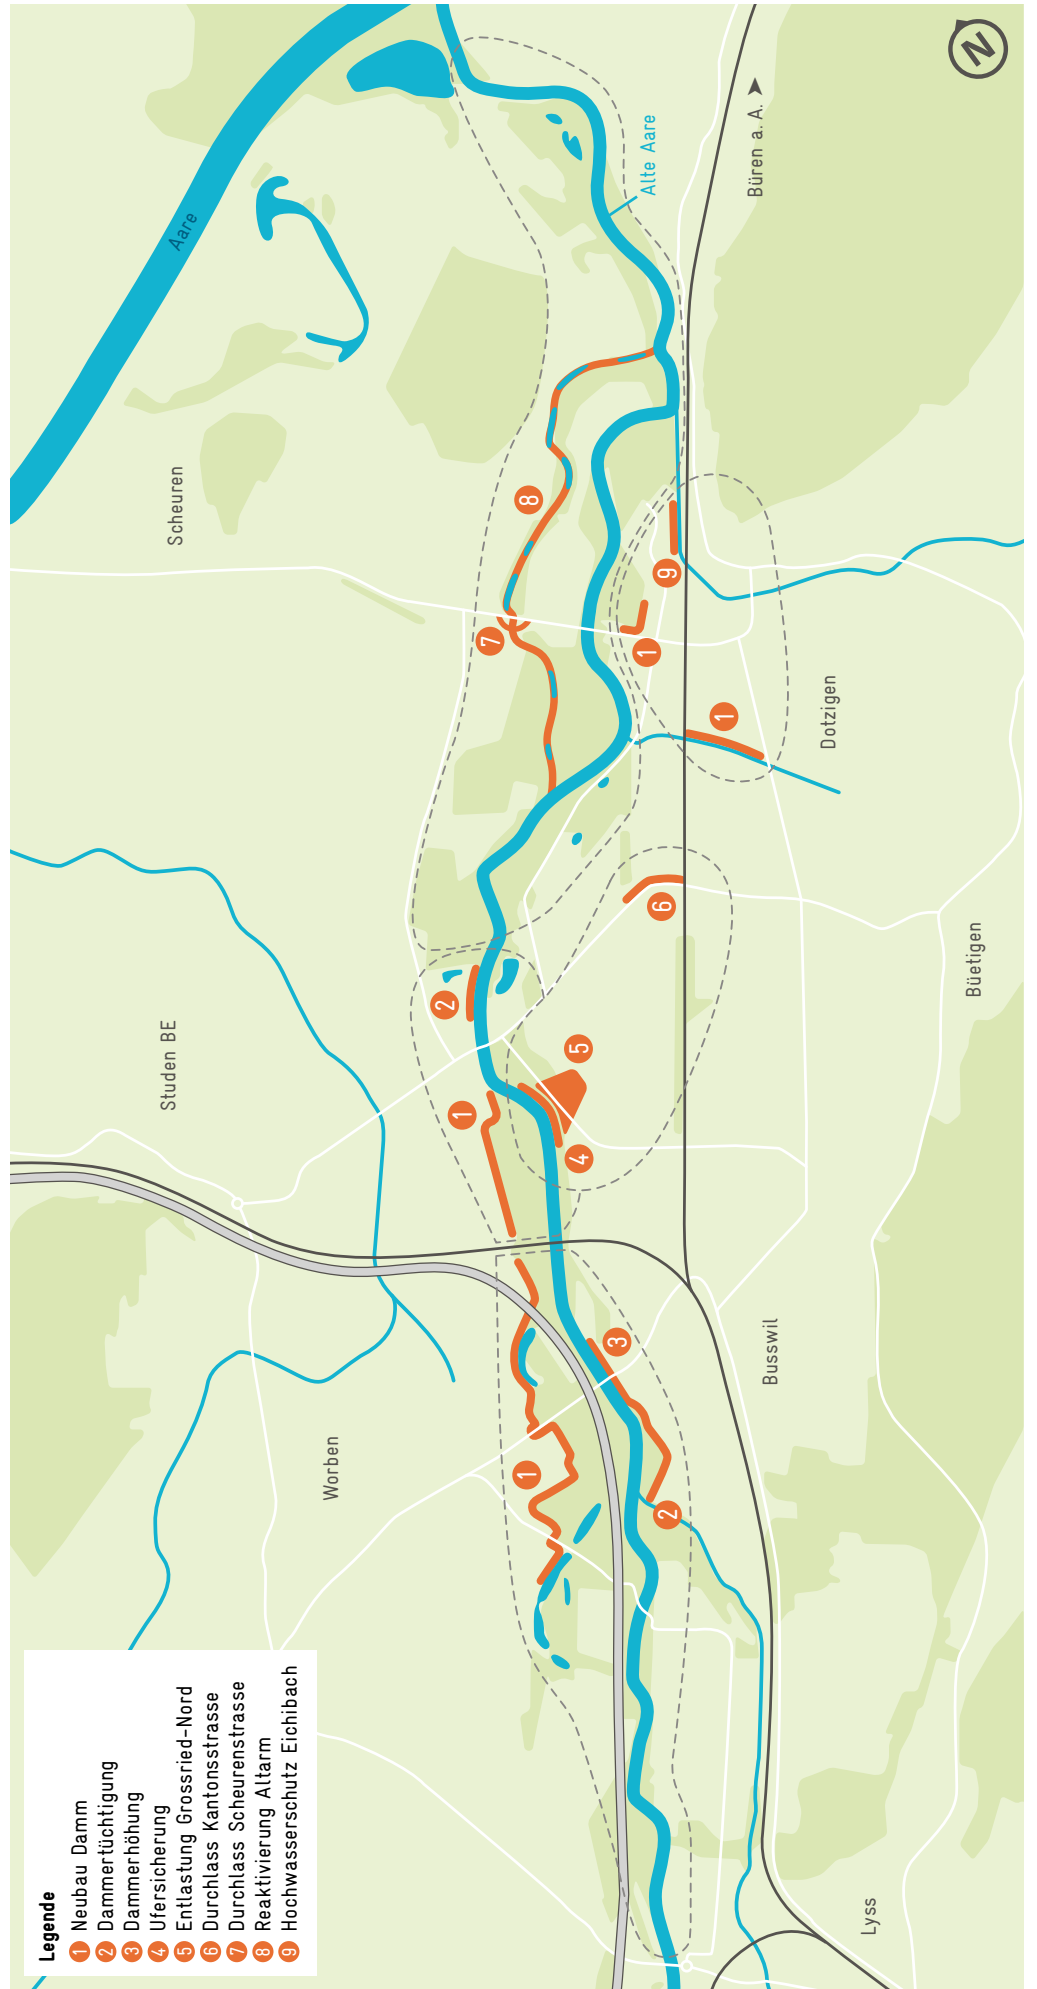 Legende
1 Neubau Damm
2 Dammertüchtigung
3 Dammerhöhung
4 Ufersicherung
5 Entlastung Grossried-Nord
6 Durchlass Kantonsstrasse
7 Durchlass Scheurenstrasse
8 Reaktivierung Altarm
9 Hochwasserschutz Eichibach
Worben
Studen BE
Scheuren
Aare
N
Alte Aare
Büren a. A.
Lyss
Busswil
Büetigen
Dotzigen
1
2
3
1
4
5
2
6
1
1
7
8
9